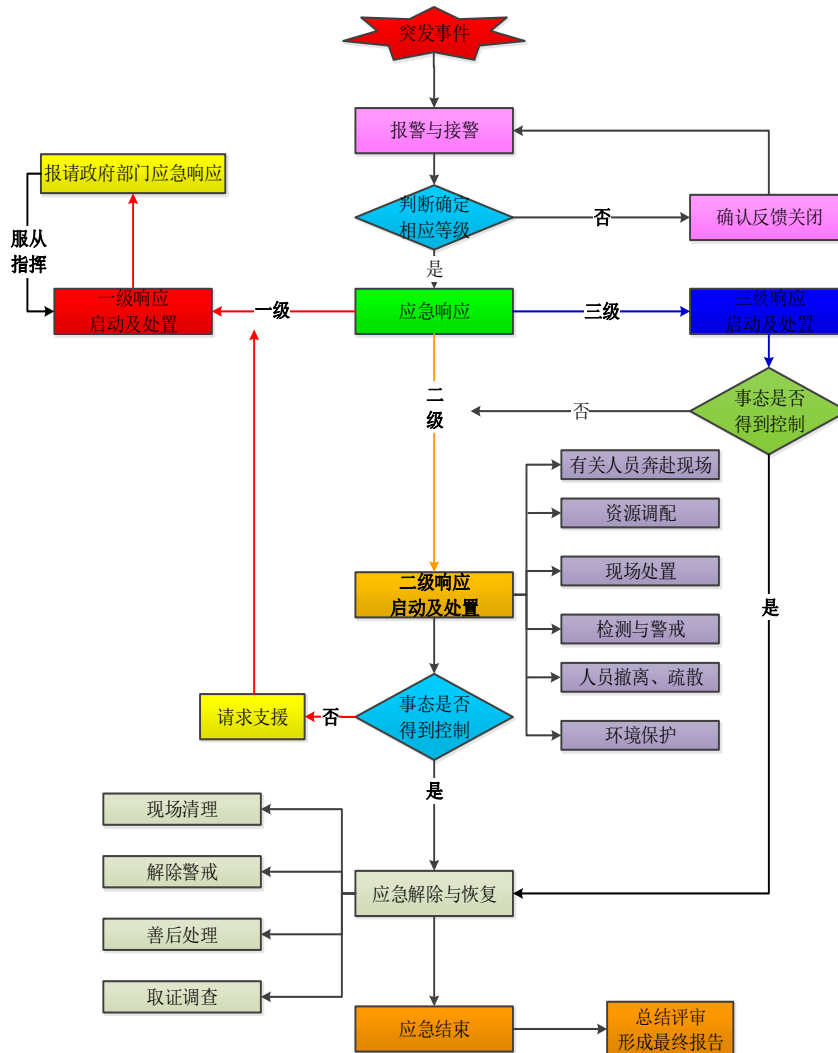 突发事件
报警与接警
报请政府部门应急响应
判断确定
相应等级
否
确认反馈关闭
服从
指挥
是
一级响应
启动及处置
一级
应急响应
三级
三级响应
启动及处置
二
级
否
事态是否
得到控制
有关人员奔赴现场
资源调配
二级响应
启动及处置
现场处置
是
检测与警戒
人员撤离、疏散
请求支援
否
事态是否
得到控制
环境保护
是
现场清理
解除警戒
应急解除与恢复
善后处理
取证调查
应急结束
总结评审
形成最终报告